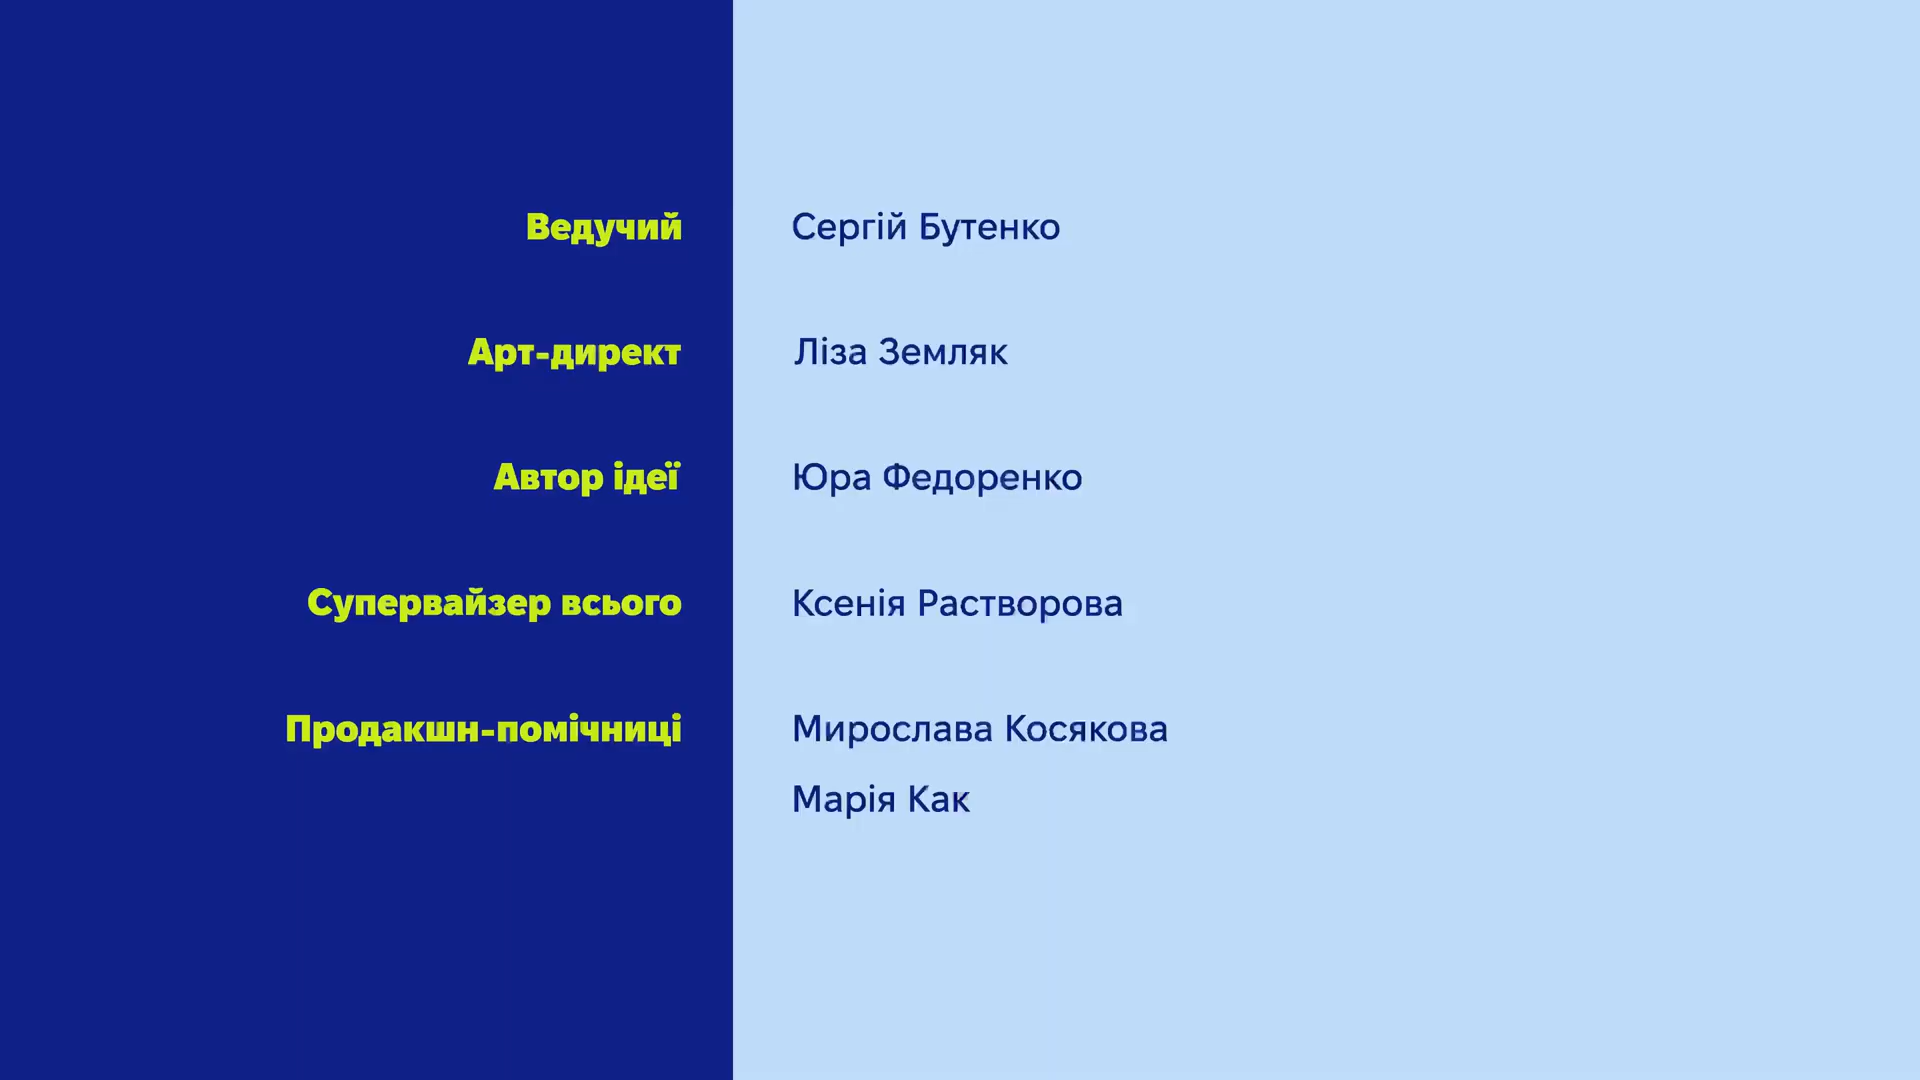 Ведучий Сергій Бутенко
Арт-директ Ліза Земляк
Автор ідеї Юра Федоренко
Супервайзер всього Ксенія Растворова
Продакшн-помічниці Мирослава Косякова
Марія Как